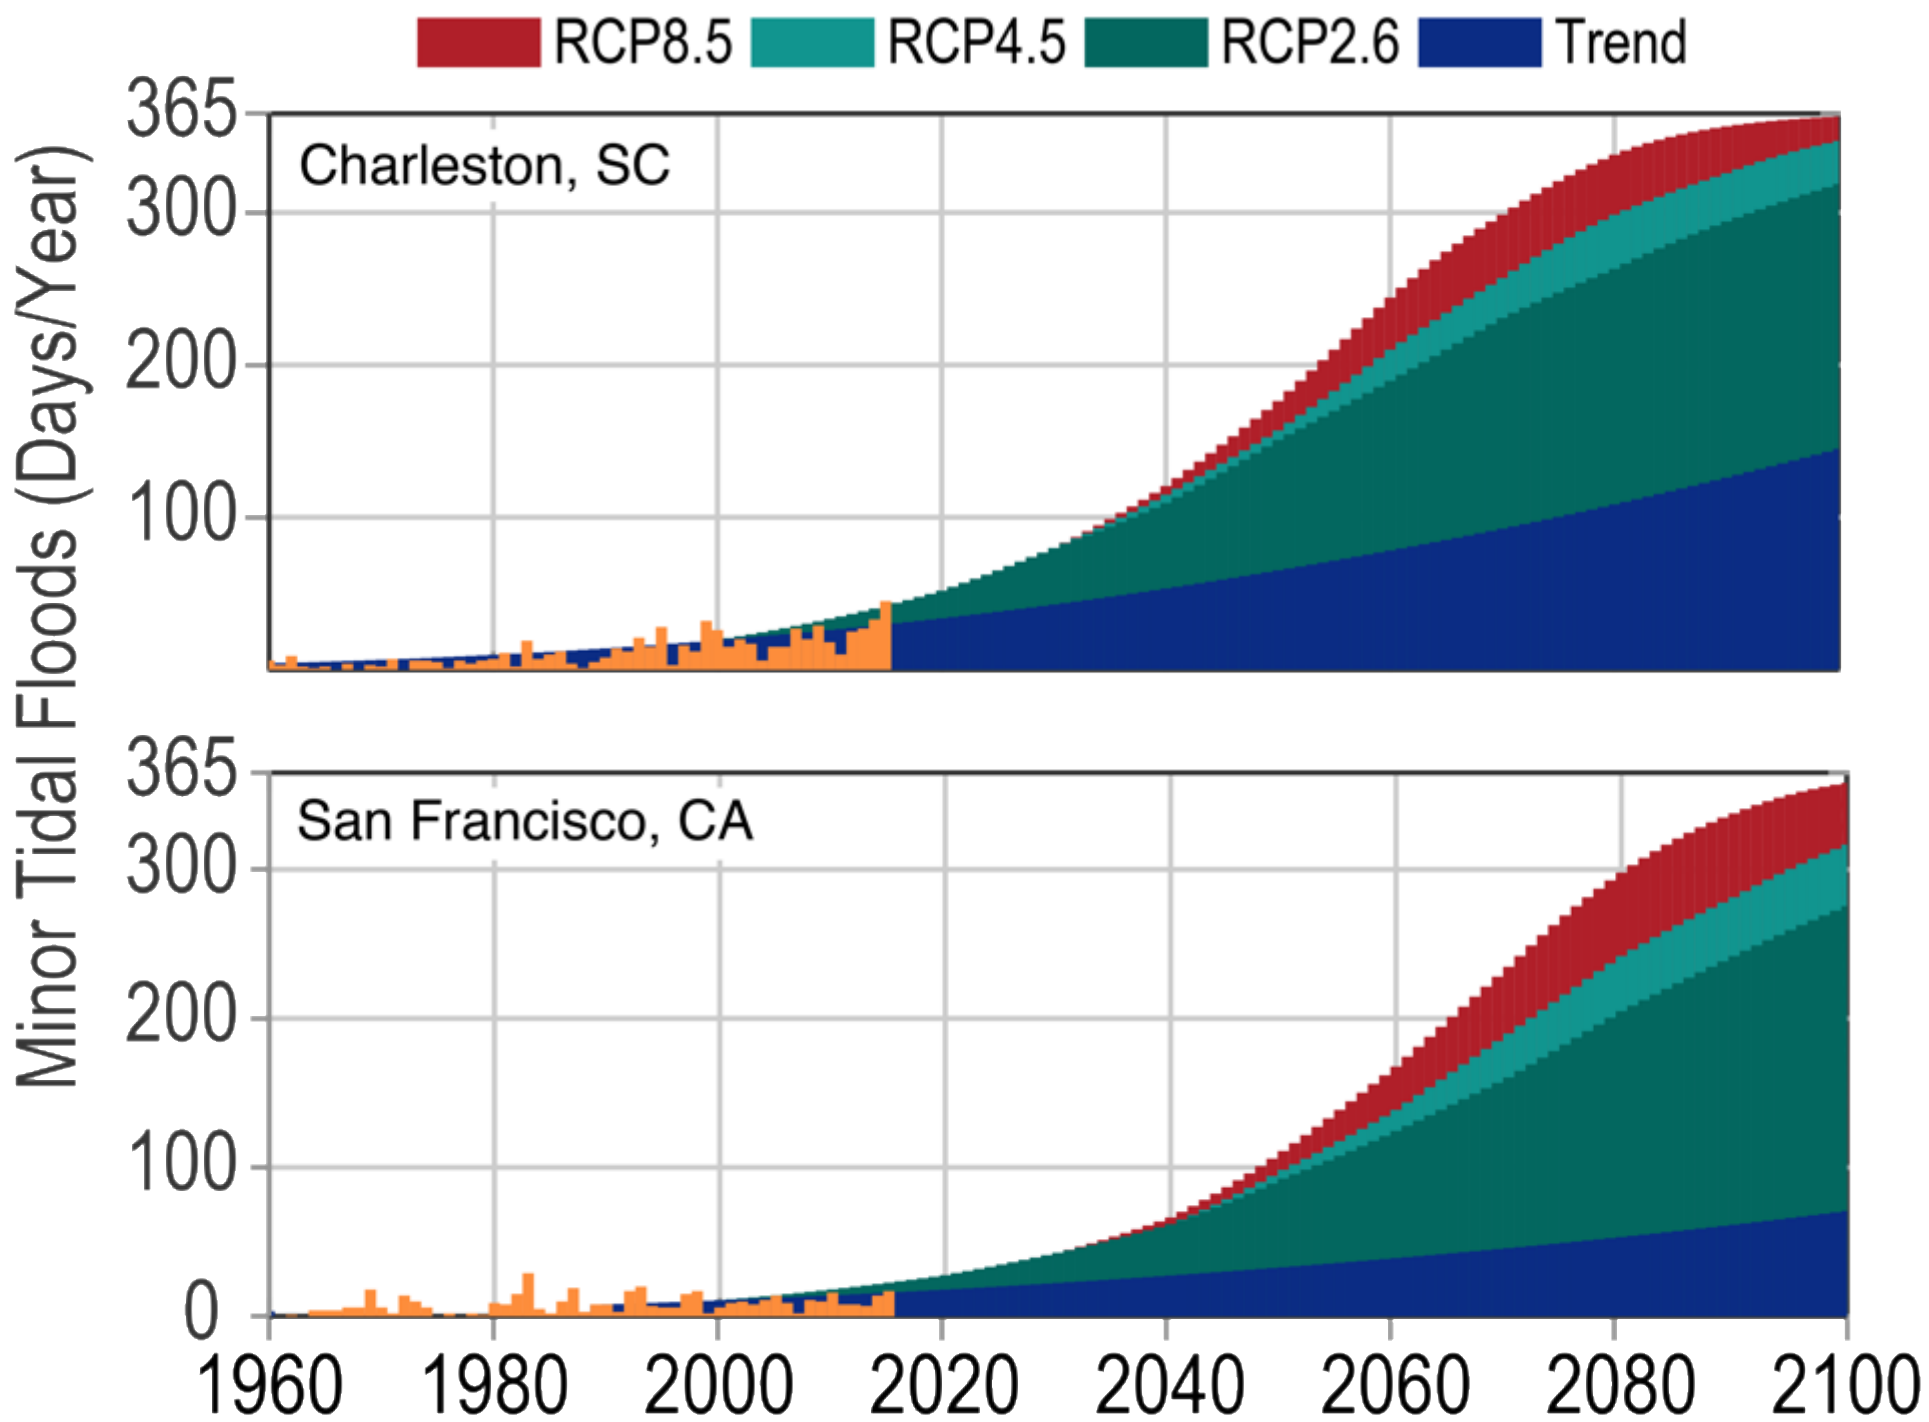 RCP8.5 RCP4.5 RCP2.6 Trend
Minor Tidal Floods (Days/Year)
365
300
200
100
Charleston, SC
365
300
200
100
0
San Francisco, CA
1960 1980 2000 2020 2040 2060 2080 2100